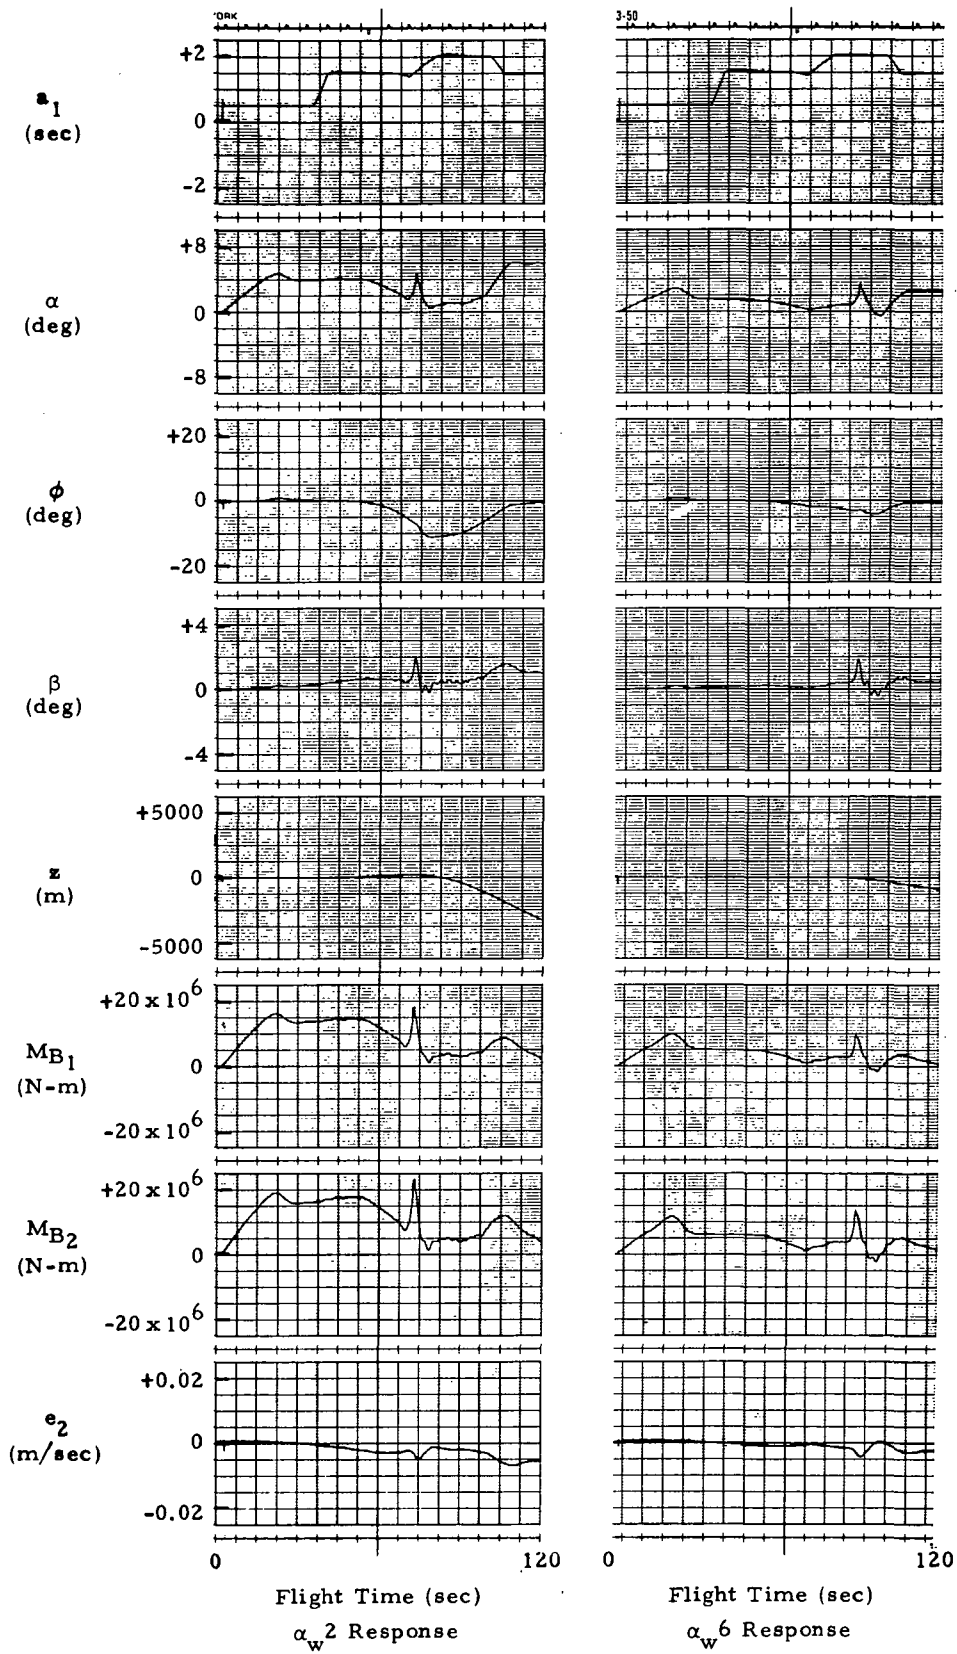 ORK
3-50
+2
a1
(sec)
0
-2
+8
α
(deg)
0
-8
+20
ϕ
(deg)
0
-20
+4
β
(deg)
0
-4
+5000
z
(m)
0
-5000
+20 x 10^6
MB1
(N-m)
0
-20 x 10^6
+20 x 10^6
MB2
(N-m)
0
-20 x 10^6
+0.02
e2
(m/sec)
0
-0.02
0 120 0 120
Flight Time (sec) Flight Time (sec)
αw2 Response αw6 Response